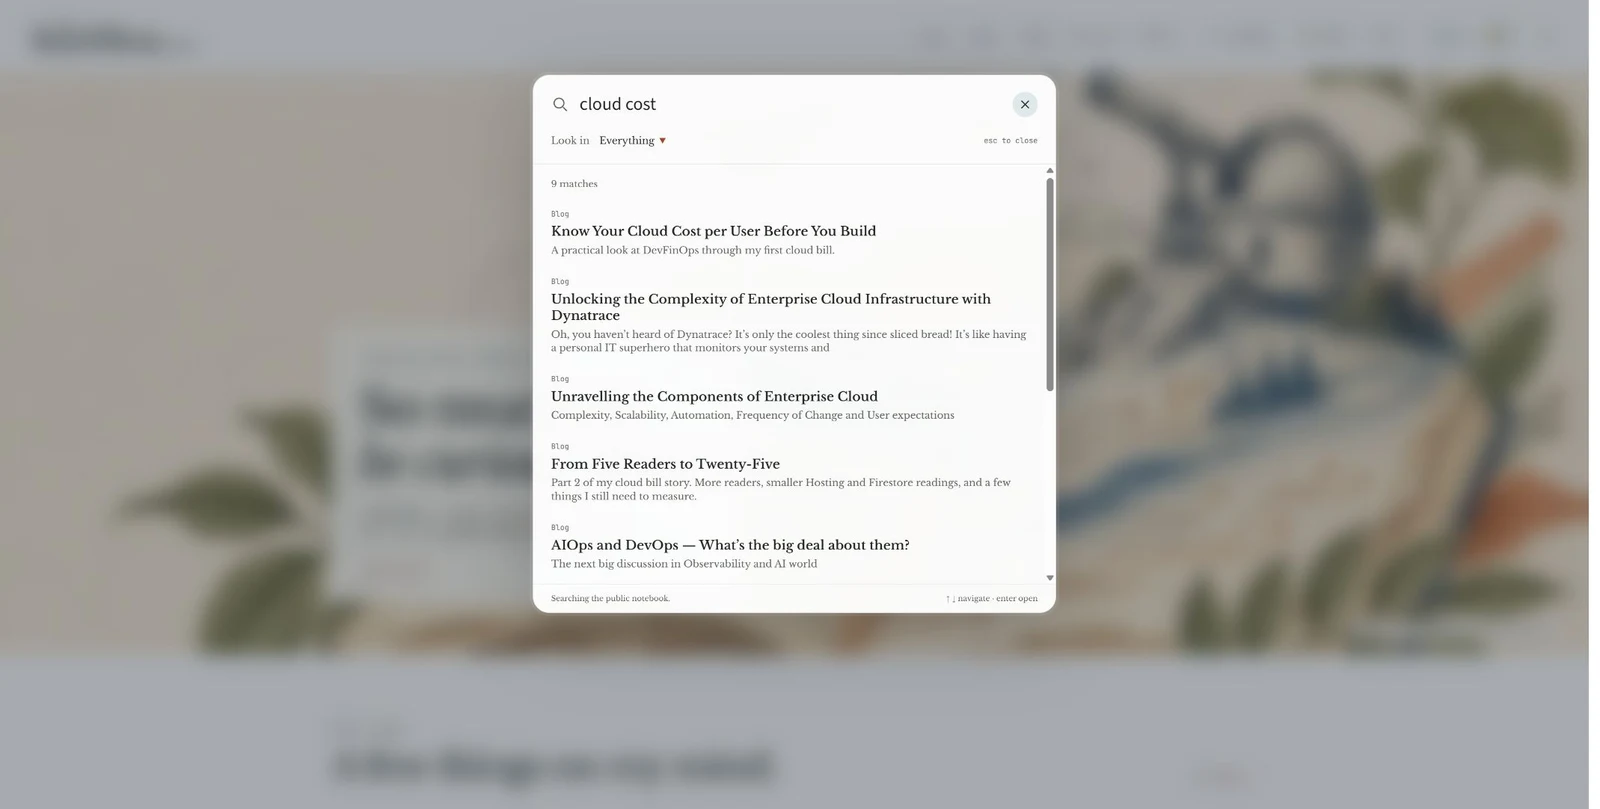 cloud cost
Look in Everything
esc to close
9 matches
Blog
Know Your Cloud Cost per User Before You Build
A practical look at DevFinOps through my first cloud bill.
Blog
Unlocking the Complexity of Enterprise Cloud Infrastructure with
Dynatrace
Oh, you haven’t heard of Dynatrace? It’s only the coolest thing since sliced bread! It’s like having
a personal IT superhero that monitors your systems and
Blog
Unravelling the Components of Enterprise Cloud
Complexity, Scalability, Automation, Frequency of Change and User expectations
Blog
From Five Readers to Twenty-Five
Part 2 of my cloud bill story. More readers, smaller Hosting and Firestore readings, and a few
things I still need to measure.
Blog
AIOps and DevOps — What’s the big deal about them?
The next big discussion in Observability and AI world
Searching the public notebook.
↑ ↓ navigate · enter open
A few things on my mind.